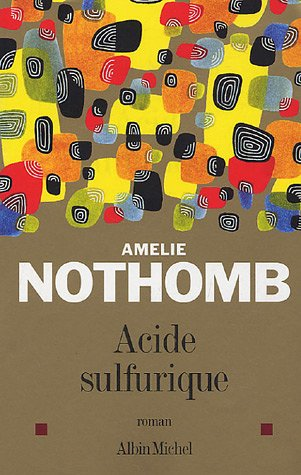 AMELIE
NOTHOMB
Acide
sulfurique
roman
Albin Michel